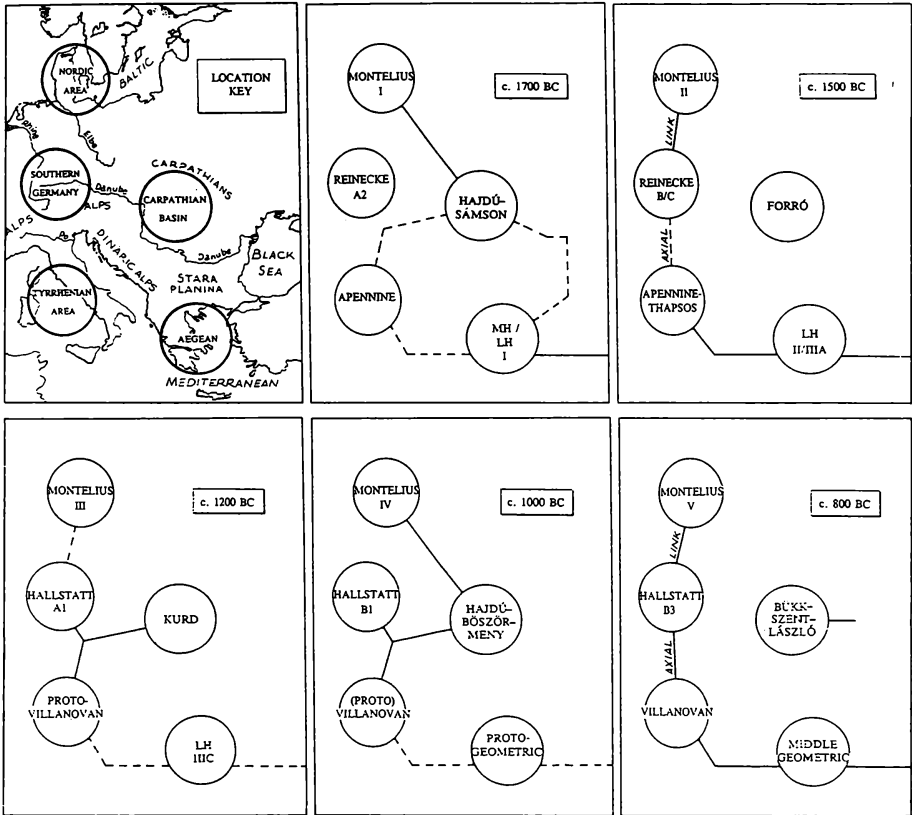 NORDIC
AREA
BALTIC
LOCATION
KEY
Rhine
Elbe
CARPATHIANS
SOUTHERN
GERMANY
Danube
ALPS
CARPATHIAN
BASIN
ALPS
Po
DINARIC ALPS
Danube
BLACK
SEA
STARA
PLANINA
TYRRHENIAN
AREA
AEGEAN
MEDITERRANEAN
MONTELIUS
I
c. 1700 BC
REINECKE
A2
HAJDÚ-
SÁMSON
APENNINE
MH /
LH
I
MONTELIUS
II
c. 1500 BC
LINK
REINECKE
B/C
FORRÓ
AXIAL
APENNINE-
THAPSOS
LH
II/IIIA
MONTELIUS
III
c. 1200 BC
HALLSTATT
A1
KURD
PROTO-
VILLANOVAN
LH
IIIC
MONTELIUS
IV
c. 1000 BC
HALLSTATT
B1
HAJDÚ-
BÖSZÖR-
MENY
(PROTO)
VILLANOVAN
PROTO-
GEOMETRIC
MONTELIUS
V
c. 800 BC
LINK
HALLSTATT
B3
BÜKK-
SZENT-
LÁSZLÓ
AXIAL
VILLANOVAN
MIDDLE
GEOMETRIC